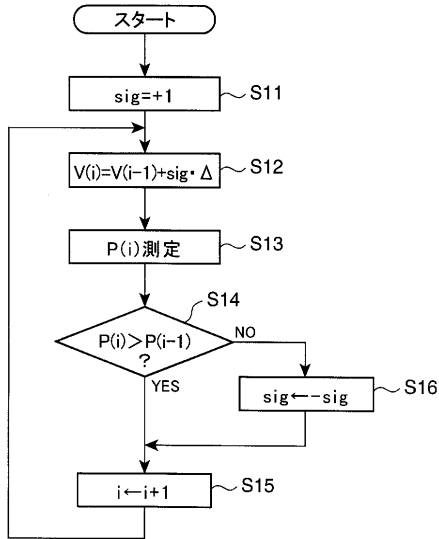 スタート
sig=+1
S11
V(i)=V(i-1)+sig・Δ
S12
P(i)測定
S13
S14
P(i)>P(i-1)
?
NO
YES
sig←-sig
S16
i←i+1
S15